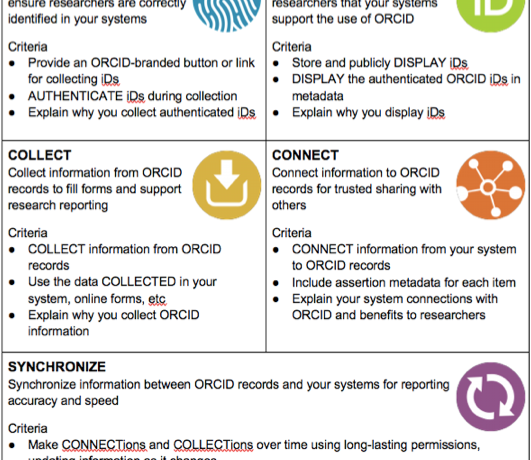 ensure researchers are correctly
identified in your systems
Criteria
● Provide an ORCID-branded button or link
for collecting iDs
● AUTHENTICATE iDs during collection
● Explain why you collect authenticated iDs
researchers that your systems
support the use of ORCID
iD
Criteria
● Store and publicly DISPLAY iDs
● DISPLAY the authenticated ORCID iDs in
metadata
● Explain why you display iDs
COLLECT
Collect information from ORCID
records to fill forms and support
research reporting
Criteria
● COLLECT information from ORCID
records
● Use the data COLLECTED in your
system, online forms, etc
● Explain why you collect ORCID
information
CONNECT
Connect information to ORCID
records for trusted sharing with
others
Criteria
● CONNECT information from your system
to ORCID records
● Include assertion metadata for each item
● Explain your system connections with
ORCID and benefits to researchers
SYNCHRONIZE
Synchronize information between ORCID records and your systems for reporting
accuracy and speed
Criteria
● Make CONNECTions and COLLECTions over time using long-lasting permissions,
updating information as it changes